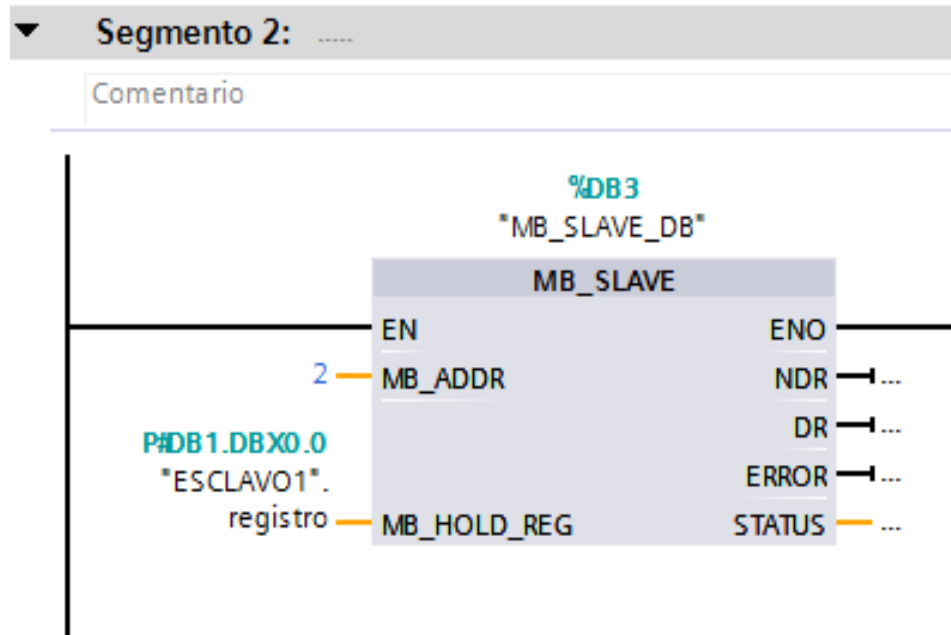 Segmento 2: .....
Comentario
%DB3
"MB_SLAVE_DB"
MB_SLAVE
EN ENO
2 MB_ADDR NDR ...
P#DB1.DBX0.0
DR ...
"ESCLAVO1".
ERROR ...
registro MB_HOLD_REG STATUS ...